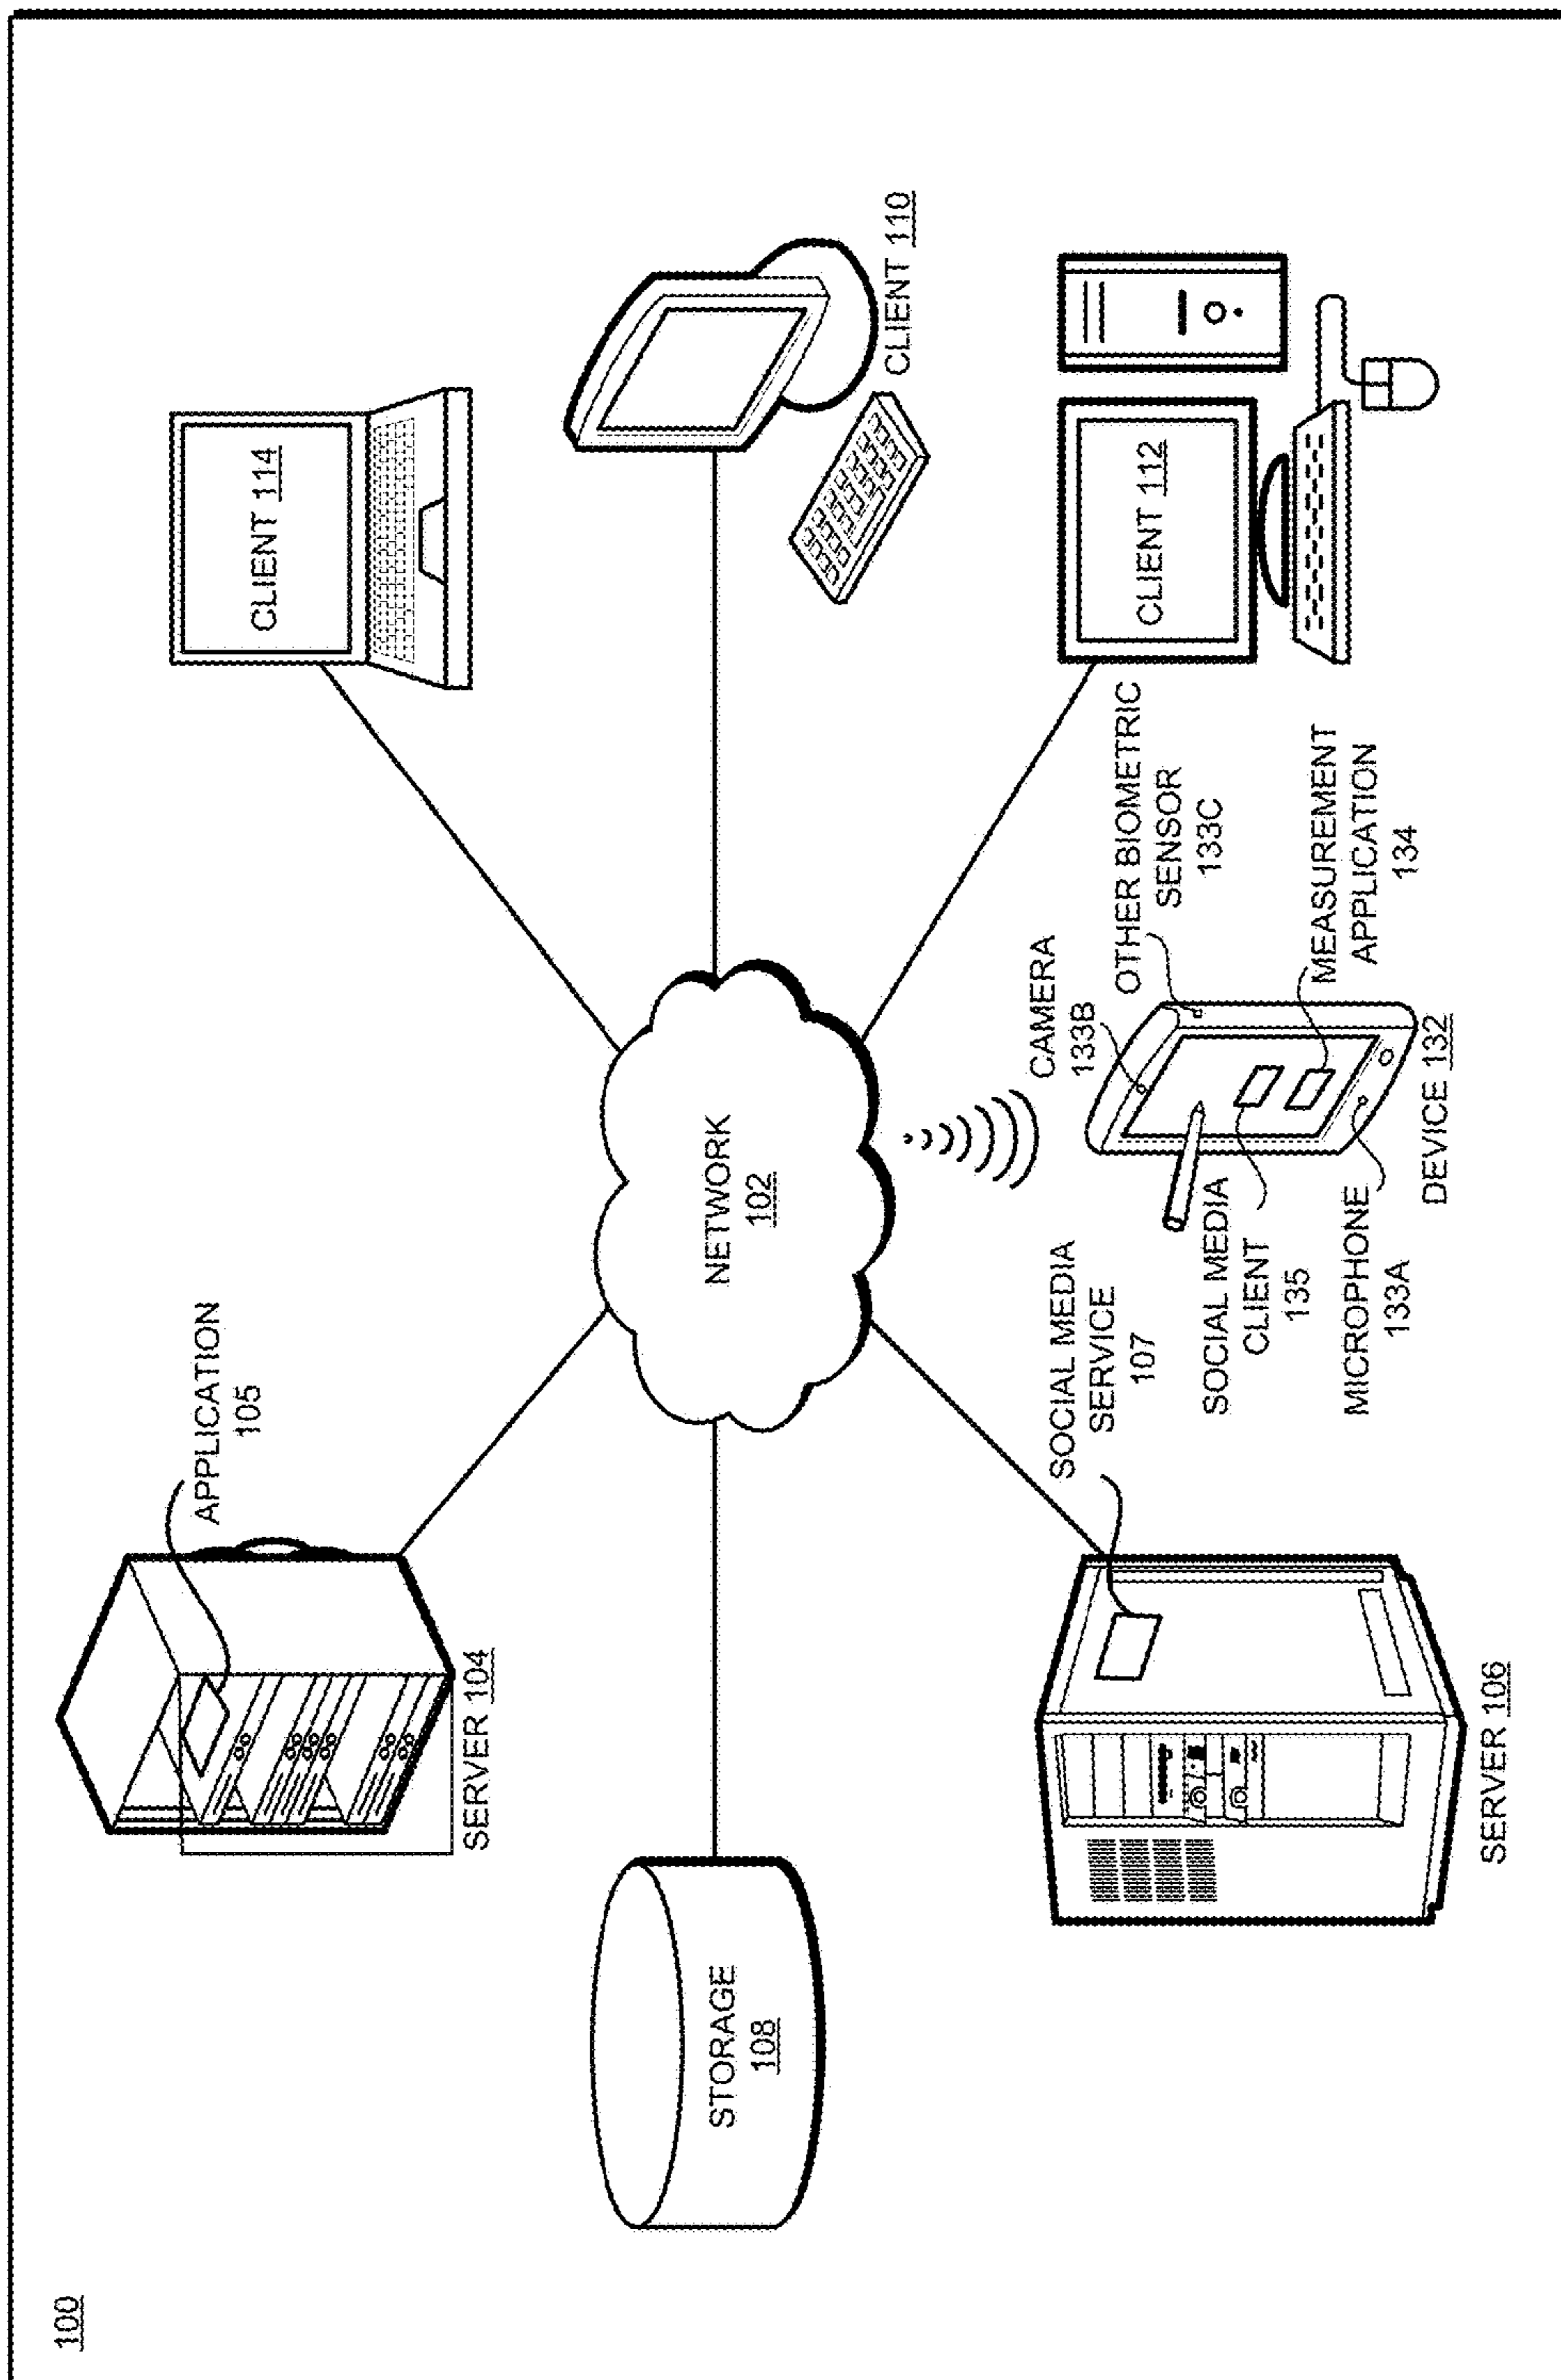 100
APPLICATION
105
SERVER 104
CLIENT 114
STORAGE
108
NETWORK
102
CLIENT 110
SOCIAL MEDIA
SERVICE
107
SERVER 106
CAMERA
133B
OTHER BIOMETRIC
SENSOR
133C
SOCIAL MEDIA
CLIENT
135
MEASUREMENT
APPLICATION
134
MICROPHONE
133A
DEVICE 132
CLIENT 112